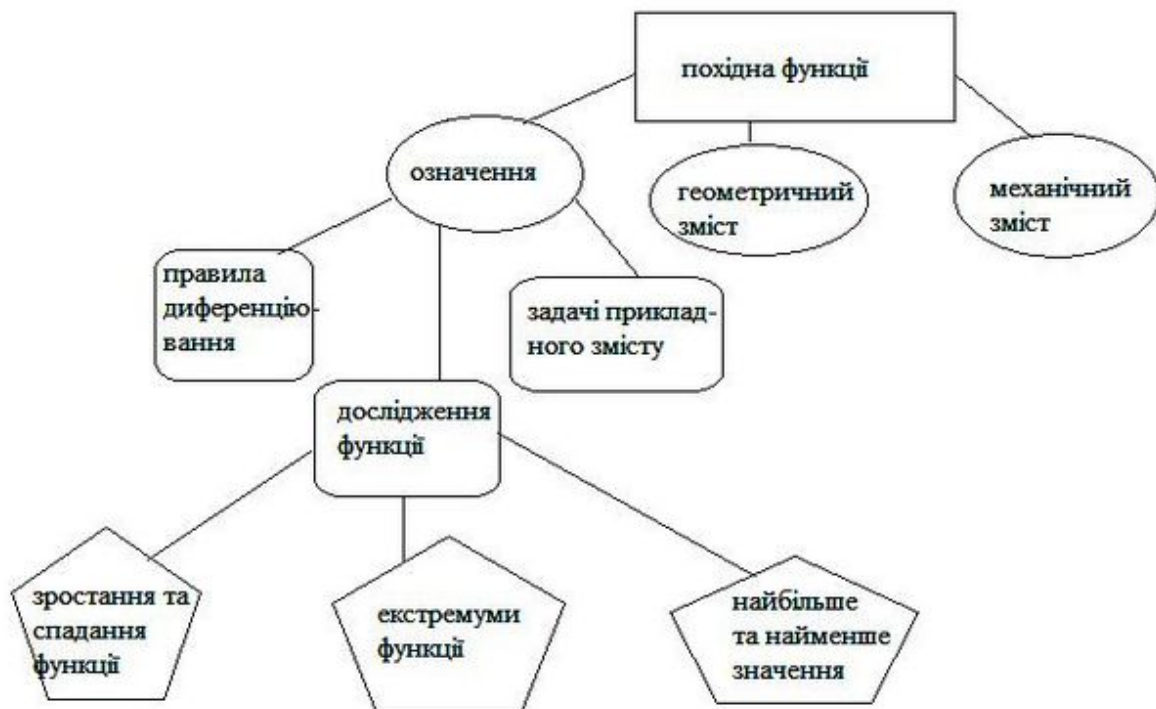 похідна функції
означення
геометричний
зміст
механічний
зміст
правила
диференцію-
вання
задачі приклад-
ного змісту
дослідження
функції
зростання та
спадання
функції
екстремуми
функції
найбільше
та найменше
значення